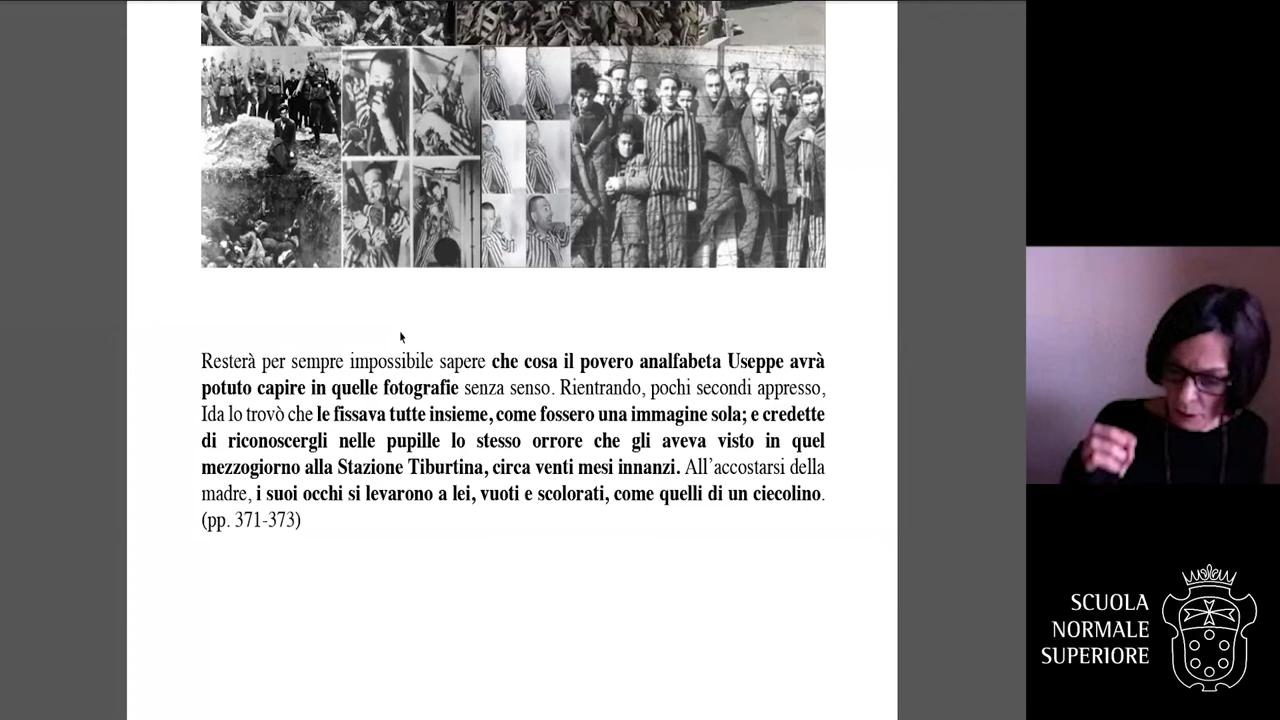 Resterà per sempre impossibile sapere che cosa il povero analfabeta Useppe avrà
potuto capire in quelle fotografie senza senso. Rientrando, pochi secondi appresso,
Ida lo trovò che le fissava tutte insieme, come fossero una immagine sola; e credette
di riconoscergli nelle pupille lo stesso orrore che gli aveva visto in quel
mezzogiorno alla Stazione Tiburtina, circa venti mesi innanzi. All’accostarsi della
madre, i suoi occhi si levarono a lei, vuoti e scolorati, come quelli di un ciecolino.
(pp. 371-373)
SCUOLA
NORMALE
SUPERIORE